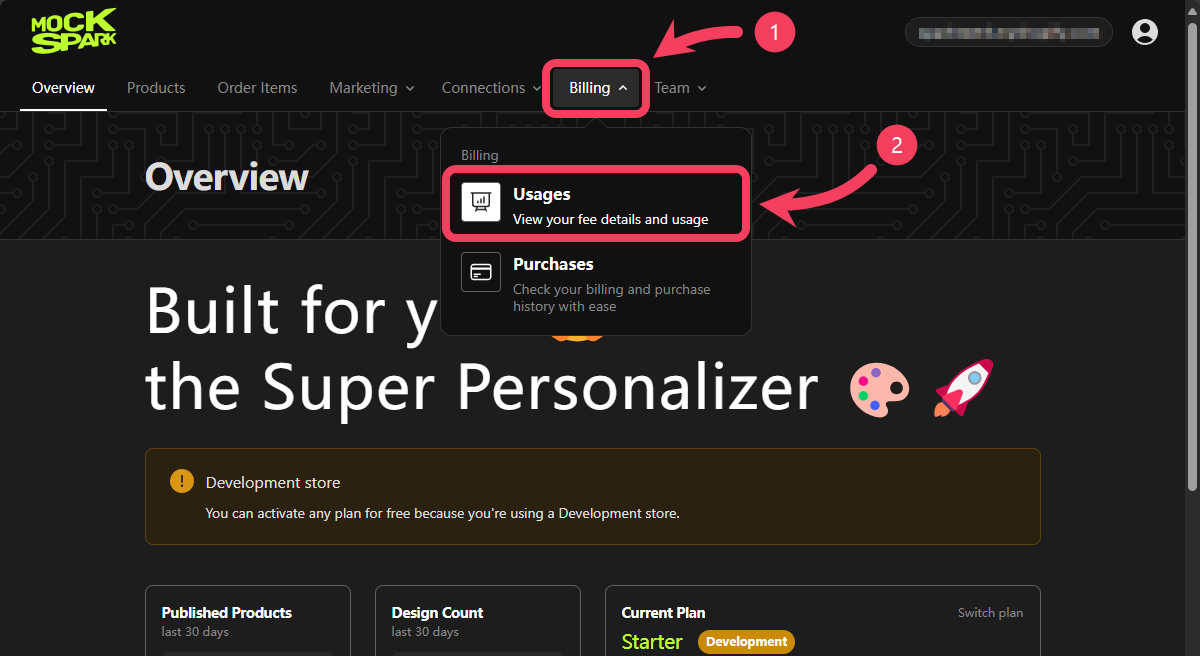 MOCK
SPARK
1
Overview
Products
Order Items
Marketing
Connections
Billing
Team
2
Billing
Overview
Usages
View your fee details and usage
Purchases
Check your billing and purchase
history with ease
Built for y
the Super Personalizer
!
Development store
You can activate any plan for free because you're using a Development store.
Published Products
last 30 days
Design Count
last 30 days
Current Plan
Switch plan
Starter
Development